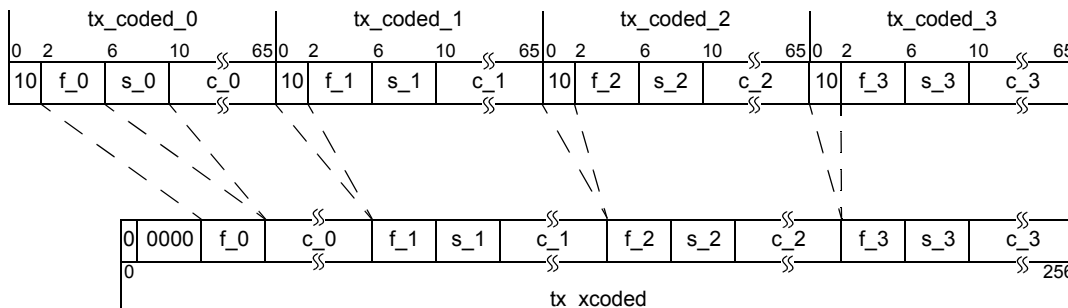 tx_coded_0 tx_coded_1 tx_coded_2 tx_coded_3
0 2 6 10 65 0 2 6 10 65 0 2 6 10 65 0 2 6 10 65
10 f_0 s_0 c_0 10 f_1 s_1 c_1 10 f_2 s_2 c_2 10 f_3 s_3 c_3
0 0000 f_0 c_0 f_1 s_1 c_1 f_2 s_2 c_2 f_3 s_3 c_3
0 256
tx_xcoded